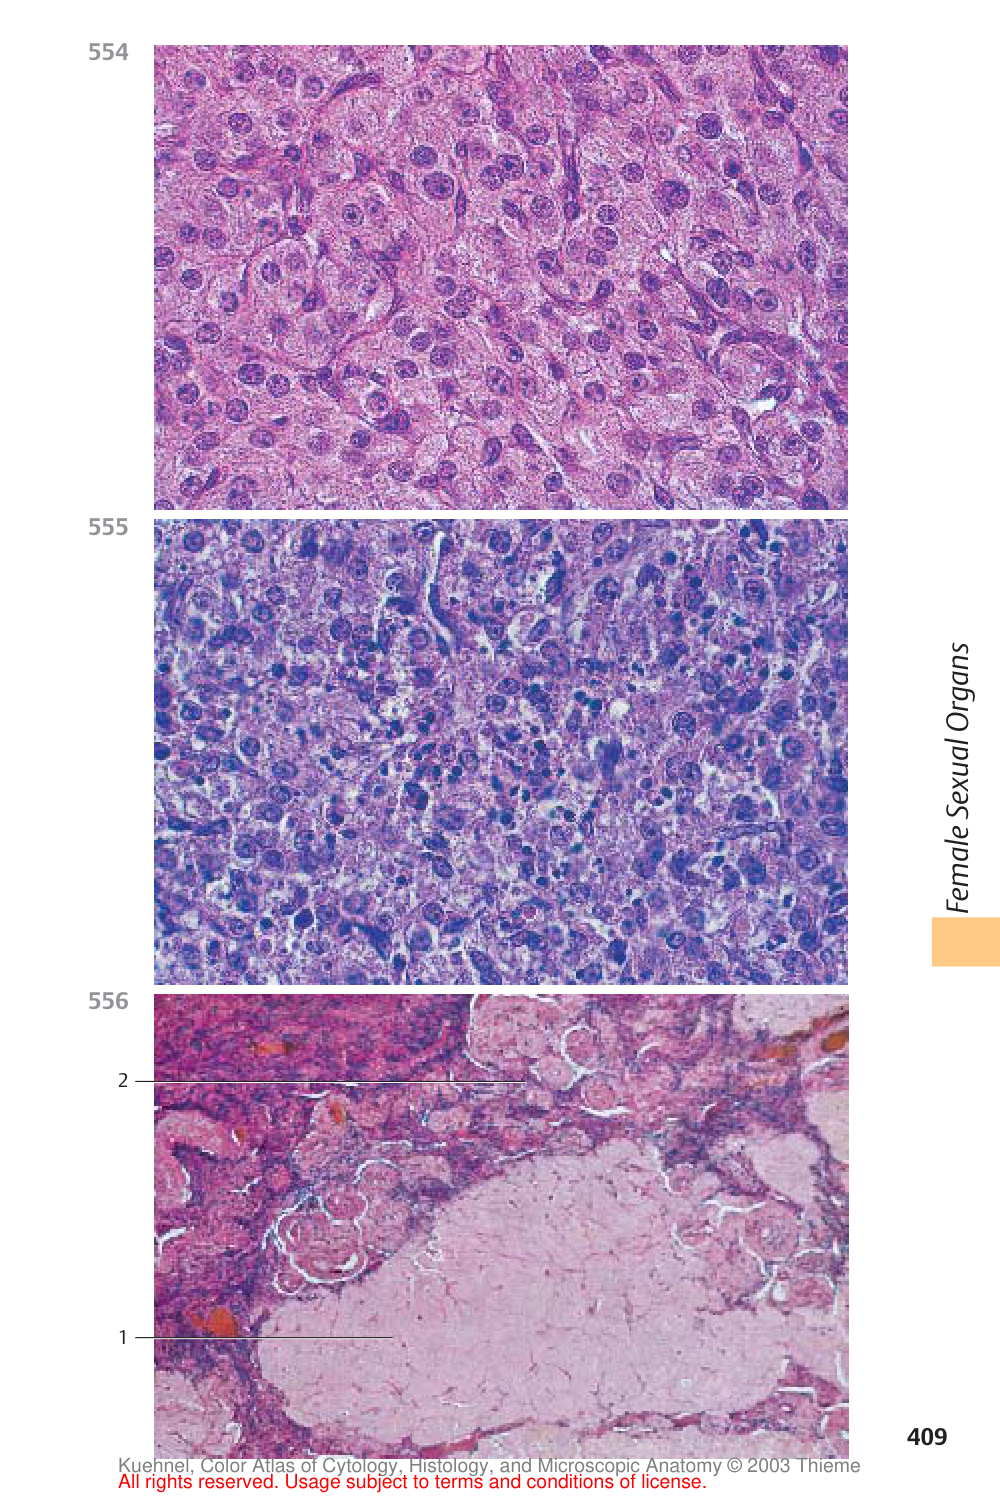 554
555
556
2
1
Female Sexual Organs
409
Kuehnel, Color Atlas of Cytology, Histology, and Microscopic Anatomy © 2003 Thieme
All rights reserved. Usage subject to terms and conditions of license.